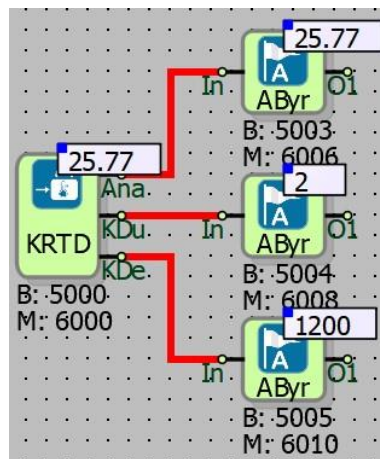 25.77
In
A
O1
AByr
B: 5003
M: 6006
25.77
Ana
KRTD
KDu
KDe
B: 5000
M: 6000
2
In
A
O1
AByr
B: 5004
M: 6008
1200
In
A
O1
AByr
B: 5005
M: 6010